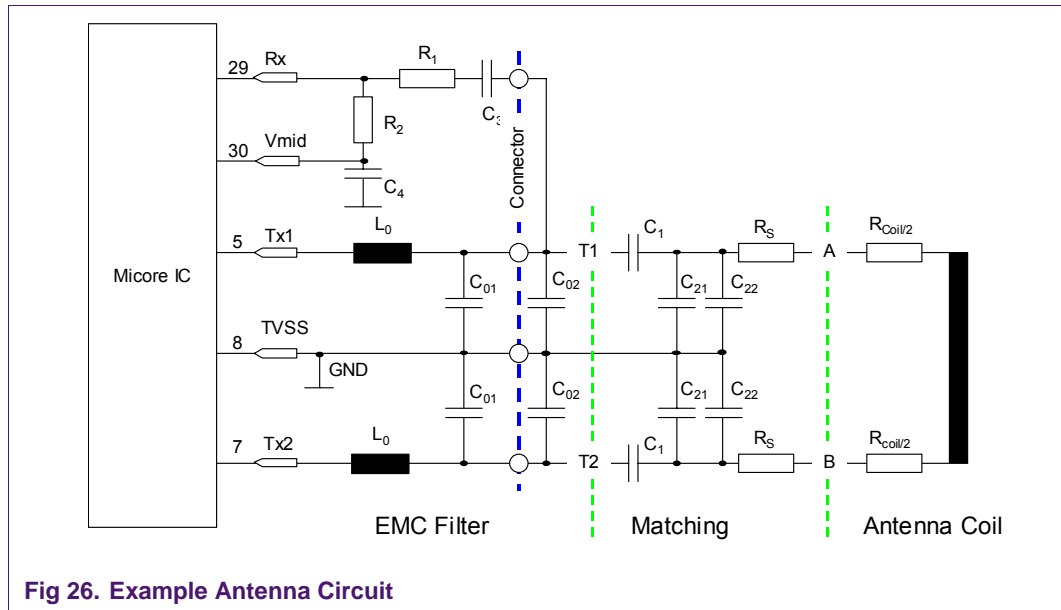 29 Rx R1 C3
R2
30 Vmid
C4
Connector
5 Tx1 L0 T1 C1 RS A RCoil/2
Micore IC
C01 C02 C21 C22
8 TVSS
GND
C01 C02 C21 C22
7 Tx2 L0 T2 C1 RS B Rcoil/2
EMC Filter Matching Antenna Coil
Fig 26. Example Antenna Circuit